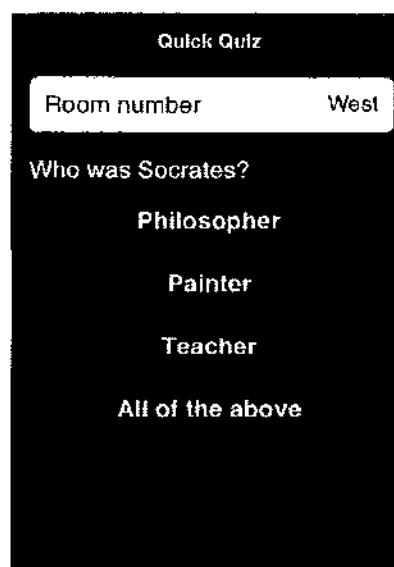 Quick Quiz
Room number West
Who was Socrates?
Philosopher
Painter
Teacher
All of the above